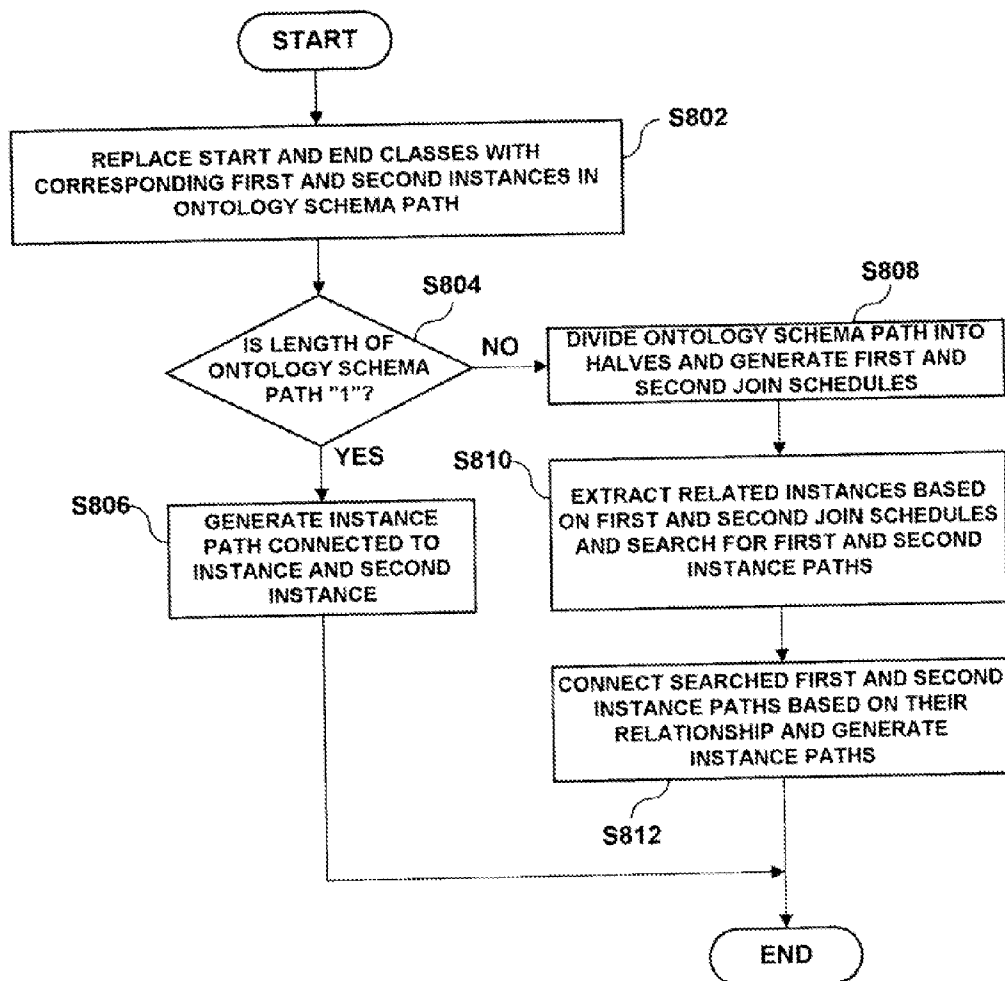 START
S802
REPLACE START AND END CLASSES WITH
CORRESPONDING FIRST AND SECOND INSTANCES IN
ONTOLOGY SCHEMA PATH
S804
IS LENGTH OF
ONTOLOGY SCHEMA
PATH "1"?
NO
S808
DIVIDE ONTOLOGY SCHEMA PATH INTO
HALVES AND GENERATE FIRST AND
SECOND JOIN SCHEDULES
YES
S806
GENERATE INSTANCE
PATH CONNECTED TO
INSTANCE AND SECOND
INSTANCE
S810
EXTRACT RELATED INSTANCES BASED
ON FIRST AND SECOND JOIN SCHEDULES
AND SEARCH FOR FIRST AND SECOND
INSTANCE PATHS
CONNECT SEARCHED FIRST AND SECOND
INSTANCE PATHS BASED ON THEIR
RELATIONSHIP AND GENERATE
INSTANCE PATHS
S812
END